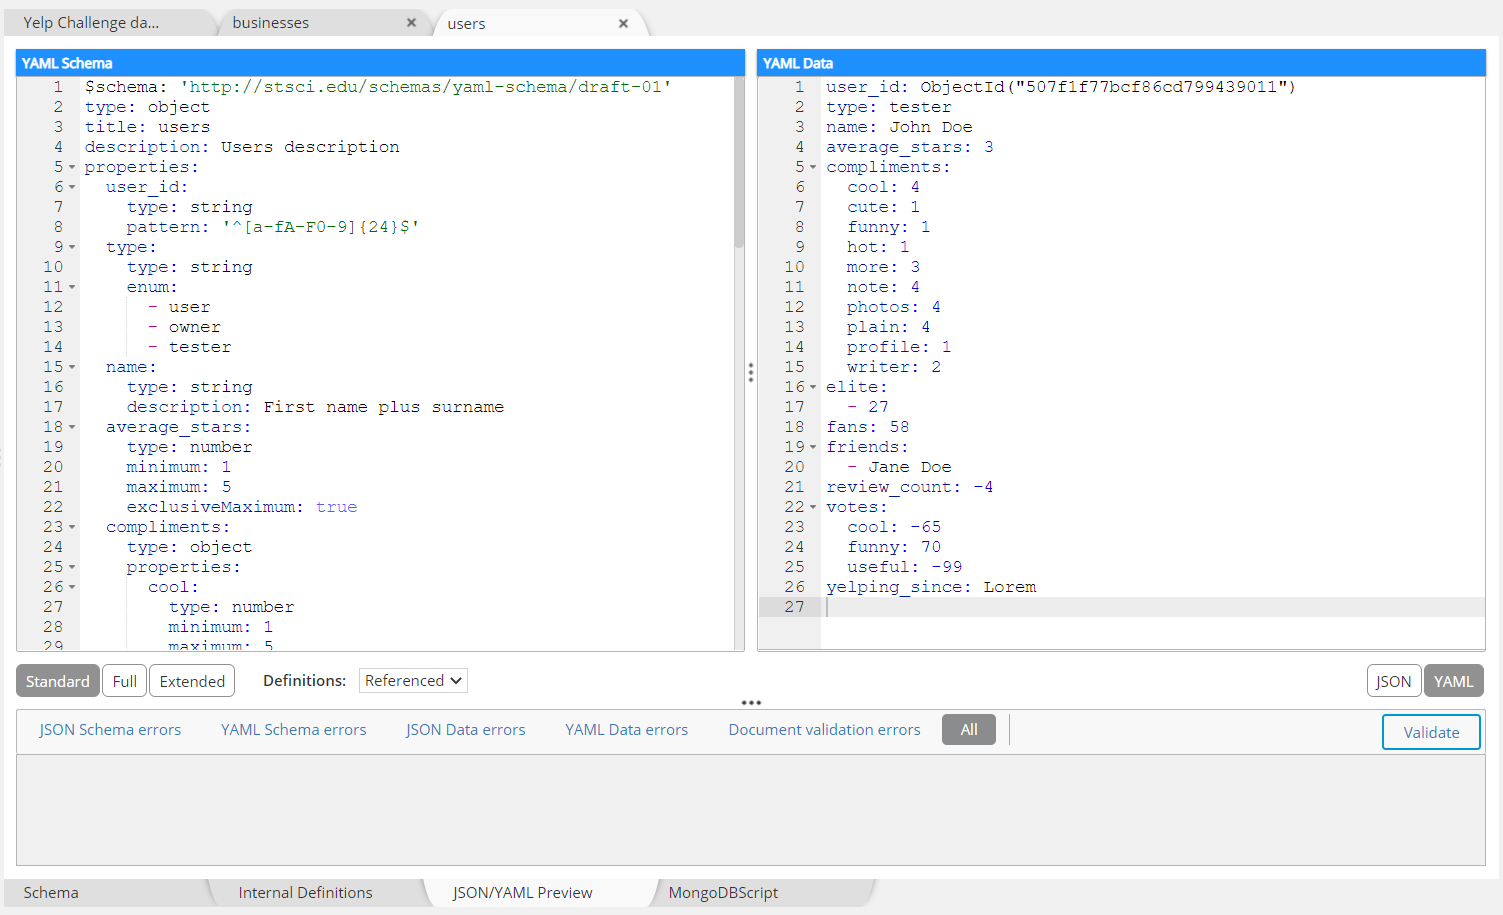 Yelp Challenge da...
businesses
users
YAML Schema
1 $schema: 'http://stsci.edu/schemas/yaml-schema/draft-01'
2 type: object
3 title: users
4 description: Users description
5 properties:
6 user_id:
7 type: string
8 pattern: '^[a-fA-F0-9]{24}$'
9 type:
10 type: string
11 enum:
12 - user
13 - owner
14 - tester
15 name:
16 type: string
17 description: First name plus surname
18 average_stars:
19 type: number
20 minimum: 1
21 maximum: 5
22 exclusiveMaximum: true
23 compliments:
24 type: object
25 properties:
26 cool:
27 type: number
28 minimum: 1
29 maximum: 5
YAML Data
1 user_id: ObjectId("507f1f77bcf86cd799439011")
2 type: tester
3 name: John Doe
4 average_stars: 3
5 compliments:
6 cool: 4
7 cute: 1
8 funny: 1
9 hot: 1
10 more: 3
11 note: 4
12 photos: 4
13 plain: 4
14 profile: 1
15 writer: 2
16 elite:
17 - 27
18 fans: 58
19 friends:
20 - Jane Doe
21 review_count: -4
22 votes:
23 cool: -65
24 funny: 70
25 useful: -99
26 yelping_since: Lorem
27
Standard Full Extended Definitions: Referenced JSON YAML
JSON Schema errors YAML Schema errors JSON Data errors YAML Data errors Document validation errors All Validate
Schema Internal Definitions JSON/YAML Preview MongoDBScript